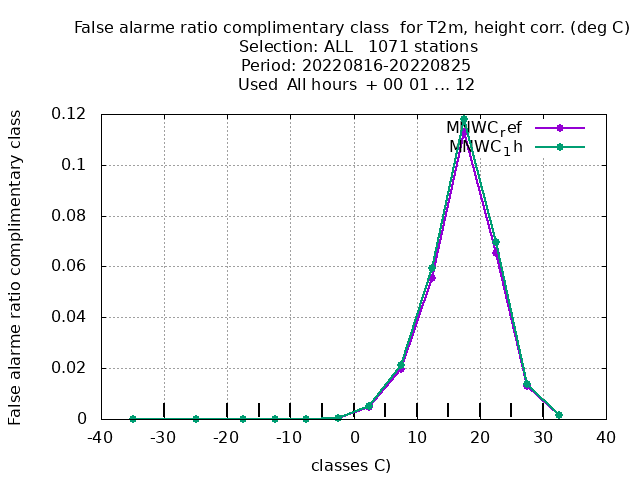 False alarme ratio complimentary class  for T2m, height corr. (deg C)
Selection: ALL   1071 stations
Period: 20220816-20220825
Used  All hours  + 00 01 ... 12
False alarme ratio complimentary class
0.12
0.1
0.08
0.06
0.04
0.02
0
MNWC_ref
MNWC_1h
-40 -30 -20 -10 0 10 20 30 40
classes C)